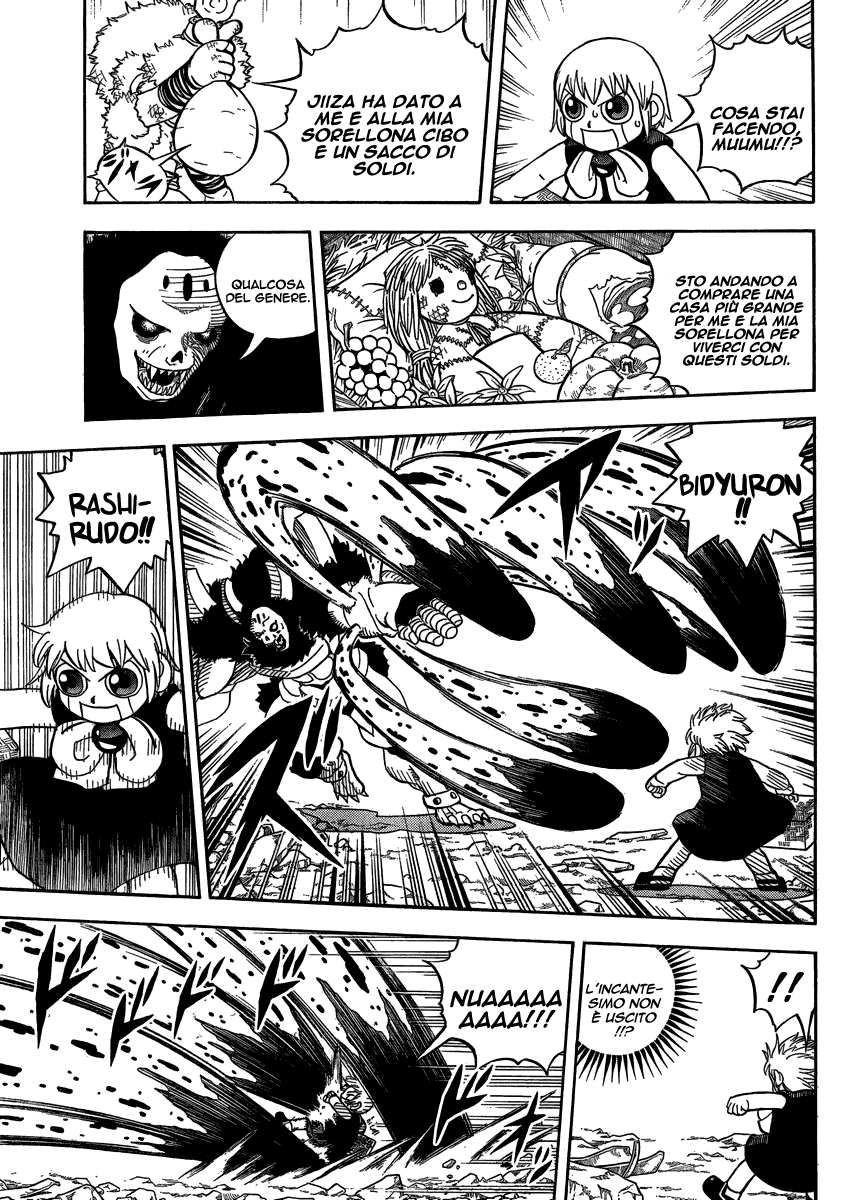 COSA STAI
FACENDO,
MUUMU!!?
JIIZA HA DATO A
ME E ALLA MIA
SORELLONA CIBO
E UN SACCO DI
SOLDI.
STO ANDANDO A
COMPRARE UNA
CASA PIÙ GRANDE
PER ME E LA MIA
SORELLONA PER
VIVERCI CON
QUESTI SOLDI.
QUALCOSA
DEL GENERE.
BIDYURON
!!
RASHI-
RUDO!!
!!
L'INCANTE-
SIMO NON
È USCITO
!!?
NUAAAAA
AAAA!!!